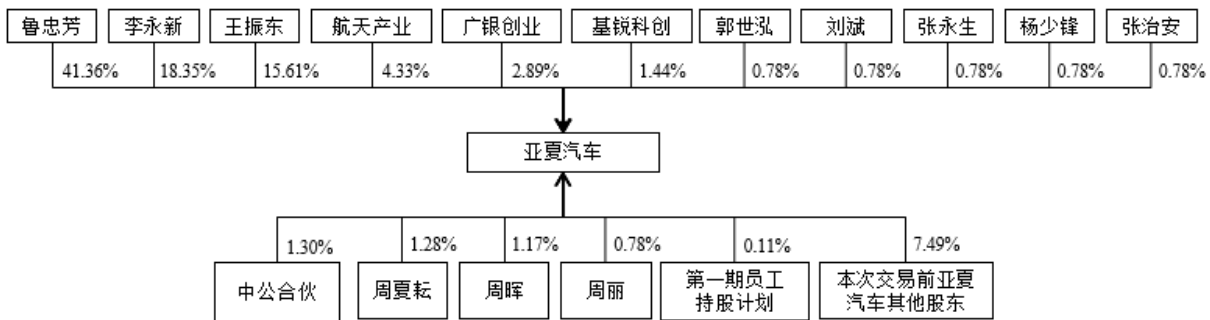 鲁忠芳 李永新 王振东 航天产业 广银创业 基锐科创 郭世泓 刘斌 张永生 杨少锋 张治安
41.36% 18.35% 15.61% 4.33% 2.89% 1.44% 0.78% 0.78% 0.78% 0.78% 0.78%
亚夏汽车
1.30% 1.28% 1.17% 0.78% 0.11% 7.49%
中公合伙 周夏耘 周晖 周丽 第一期员工 本次交易前亚夏
持股计划 汽车其他股东